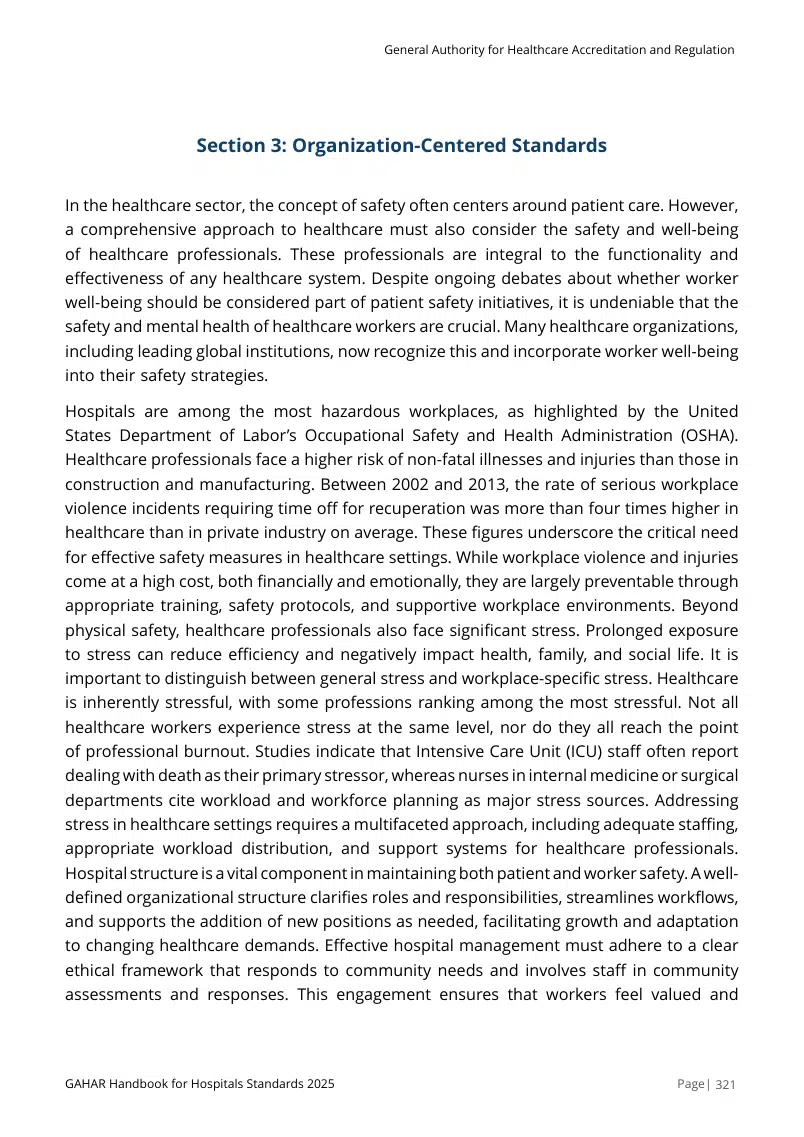 General Authority for Healthcare Accreditation and Regulation
Section 3: Organization-Centered Standards
In the healthcare sector, the concept of safety often centers around patient care. However,
a comprehensive approach to healthcare must also consider the safety and well-being
of healthcare professionals. These professionals are integral to the functionality and
effectiveness of any healthcare system. Despite ongoing debates about whether worker
well-being should be considered part of patient safety initiatives, it is undeniable that the
safety and mental health of healthcare workers are crucial. Many healthcare organizations,
including leading global institutions, now recognize this and incorporate worker well-being
into their safety strategies.
Hospitals are among the most hazardous workplaces, as highlighted by the United
States Department of Labor’s Occupational Safety and Health Administration (OSHA).
Healthcare professionals face a higher risk of non-fatal illnesses and injuries than those in
construction and manufacturing. Between 2002 and 2013, the rate of serious workplace
violence incidents requiring time off for recuperation was more than four times higher in
healthcare than in private industry on average. These figures underscore the critical need
for effective safety measures in healthcare settings. While workplace violence and injuries
come at a high cost, both financially and emotionally, they are largely preventable through
appropriate training, safety protocols, and supportive workplace environments. Beyond
physical safety, healthcare professionals also face significant stress. Prolonged exposure
to stress can reduce efficiency and negatively impact health, family, and social life. It is
important to distinguish between general stress and workplace-specific stress. Healthcare
is inherently stressful, with some professions ranking among the most stressful. Not all
healthcare workers experience stress at the same level, nor do they all reach the point
of professional burnout. Studies indicate that Intensive Care Unit (ICU) staff often report
dealing with death as their primary stressor, whereas nurses in internal medicine or surgical
departments cite workload and workforce planning as major stress sources. Addressing
stress in healthcare settings requires a multifaceted approach, including adequate staffing,
appropriate workload distribution, and support systems for healthcare professionals.
Hospital structure is a vital component in maintaining both patient and worker safety. A well-
defined organizational structure clarifies roles and responsibilities, streamlines workflows,
and supports the addition of new positions as needed, facilitating growth and adaptation
to changing healthcare demands. Effective hospital management must adhere to a clear
ethical framework that responds to community needs and involves staff in community
assessments and responses. This engagement ensures that workers feel valued and
GAHAR Handbook for Hospitals Standards 2025
Page| 321